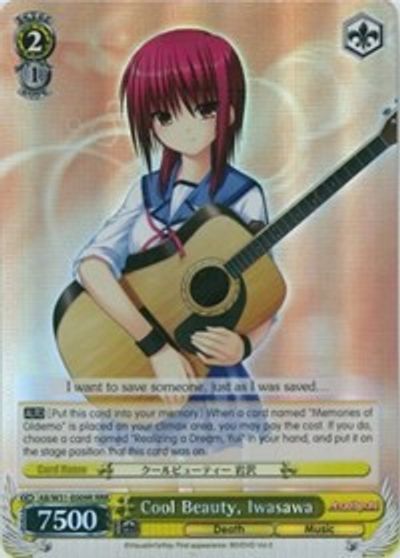 2
1
I want to save someone, just as I was saved...
AUTO [Put this card into your memory] When a card named "Memories of
Gldemo" is placed on your climax area, you may pay the cost. If you do,
choose a card named "Realizing a Dream, Yui" in hand, and put it on the
stage position that this card was on.
Card Name クールビューティー 岩沢
7500
Cool Beauty, Iwasawa
Angel Beats!
Death Music